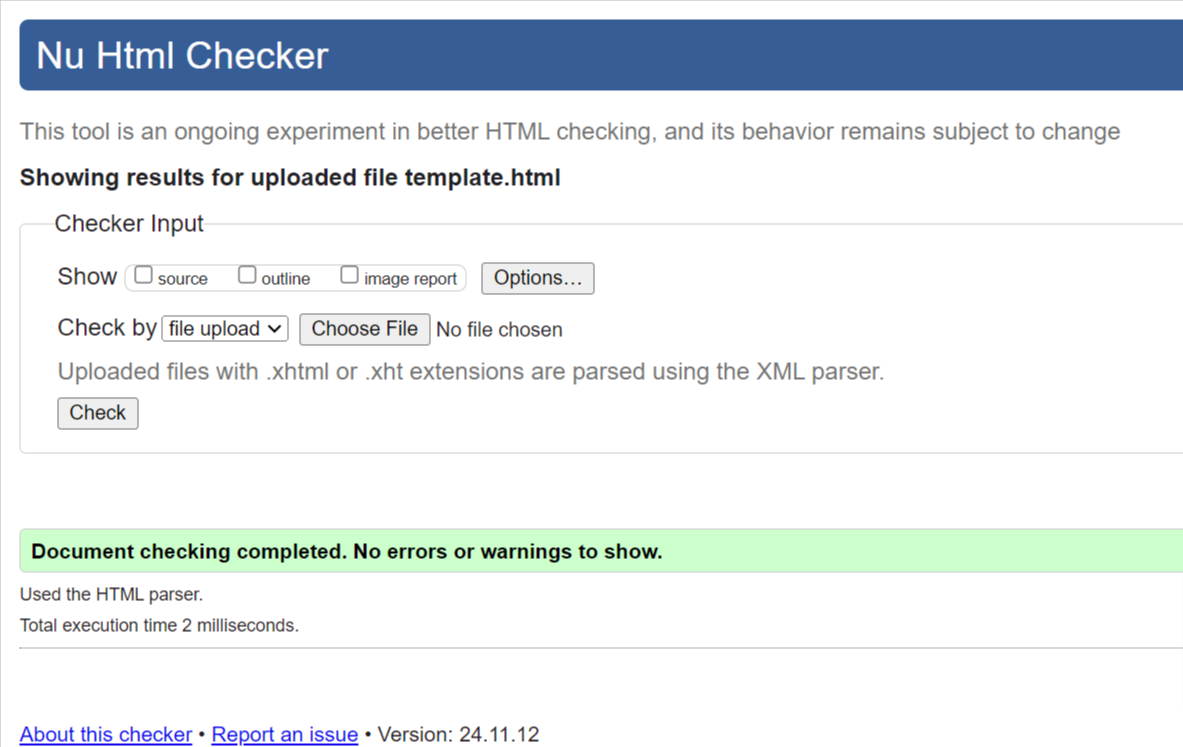 Nu Html Checker
This tool is an ongoing experiment in better HTML checking, and its behavior remains subject to change
Showing results for uploaded file template.html
Checker Input
Show source outline image report Options...
Check by file upload Choose File No file chosen
Uploaded files with .xhtml or .xht extensions are parsed using the XML parser.
Check
Document checking completed. No errors or warnings to show.
Used the HTML parser.
Total execution time 2 milliseconds.
About this checker • Report an issue • Version: 24.11.12